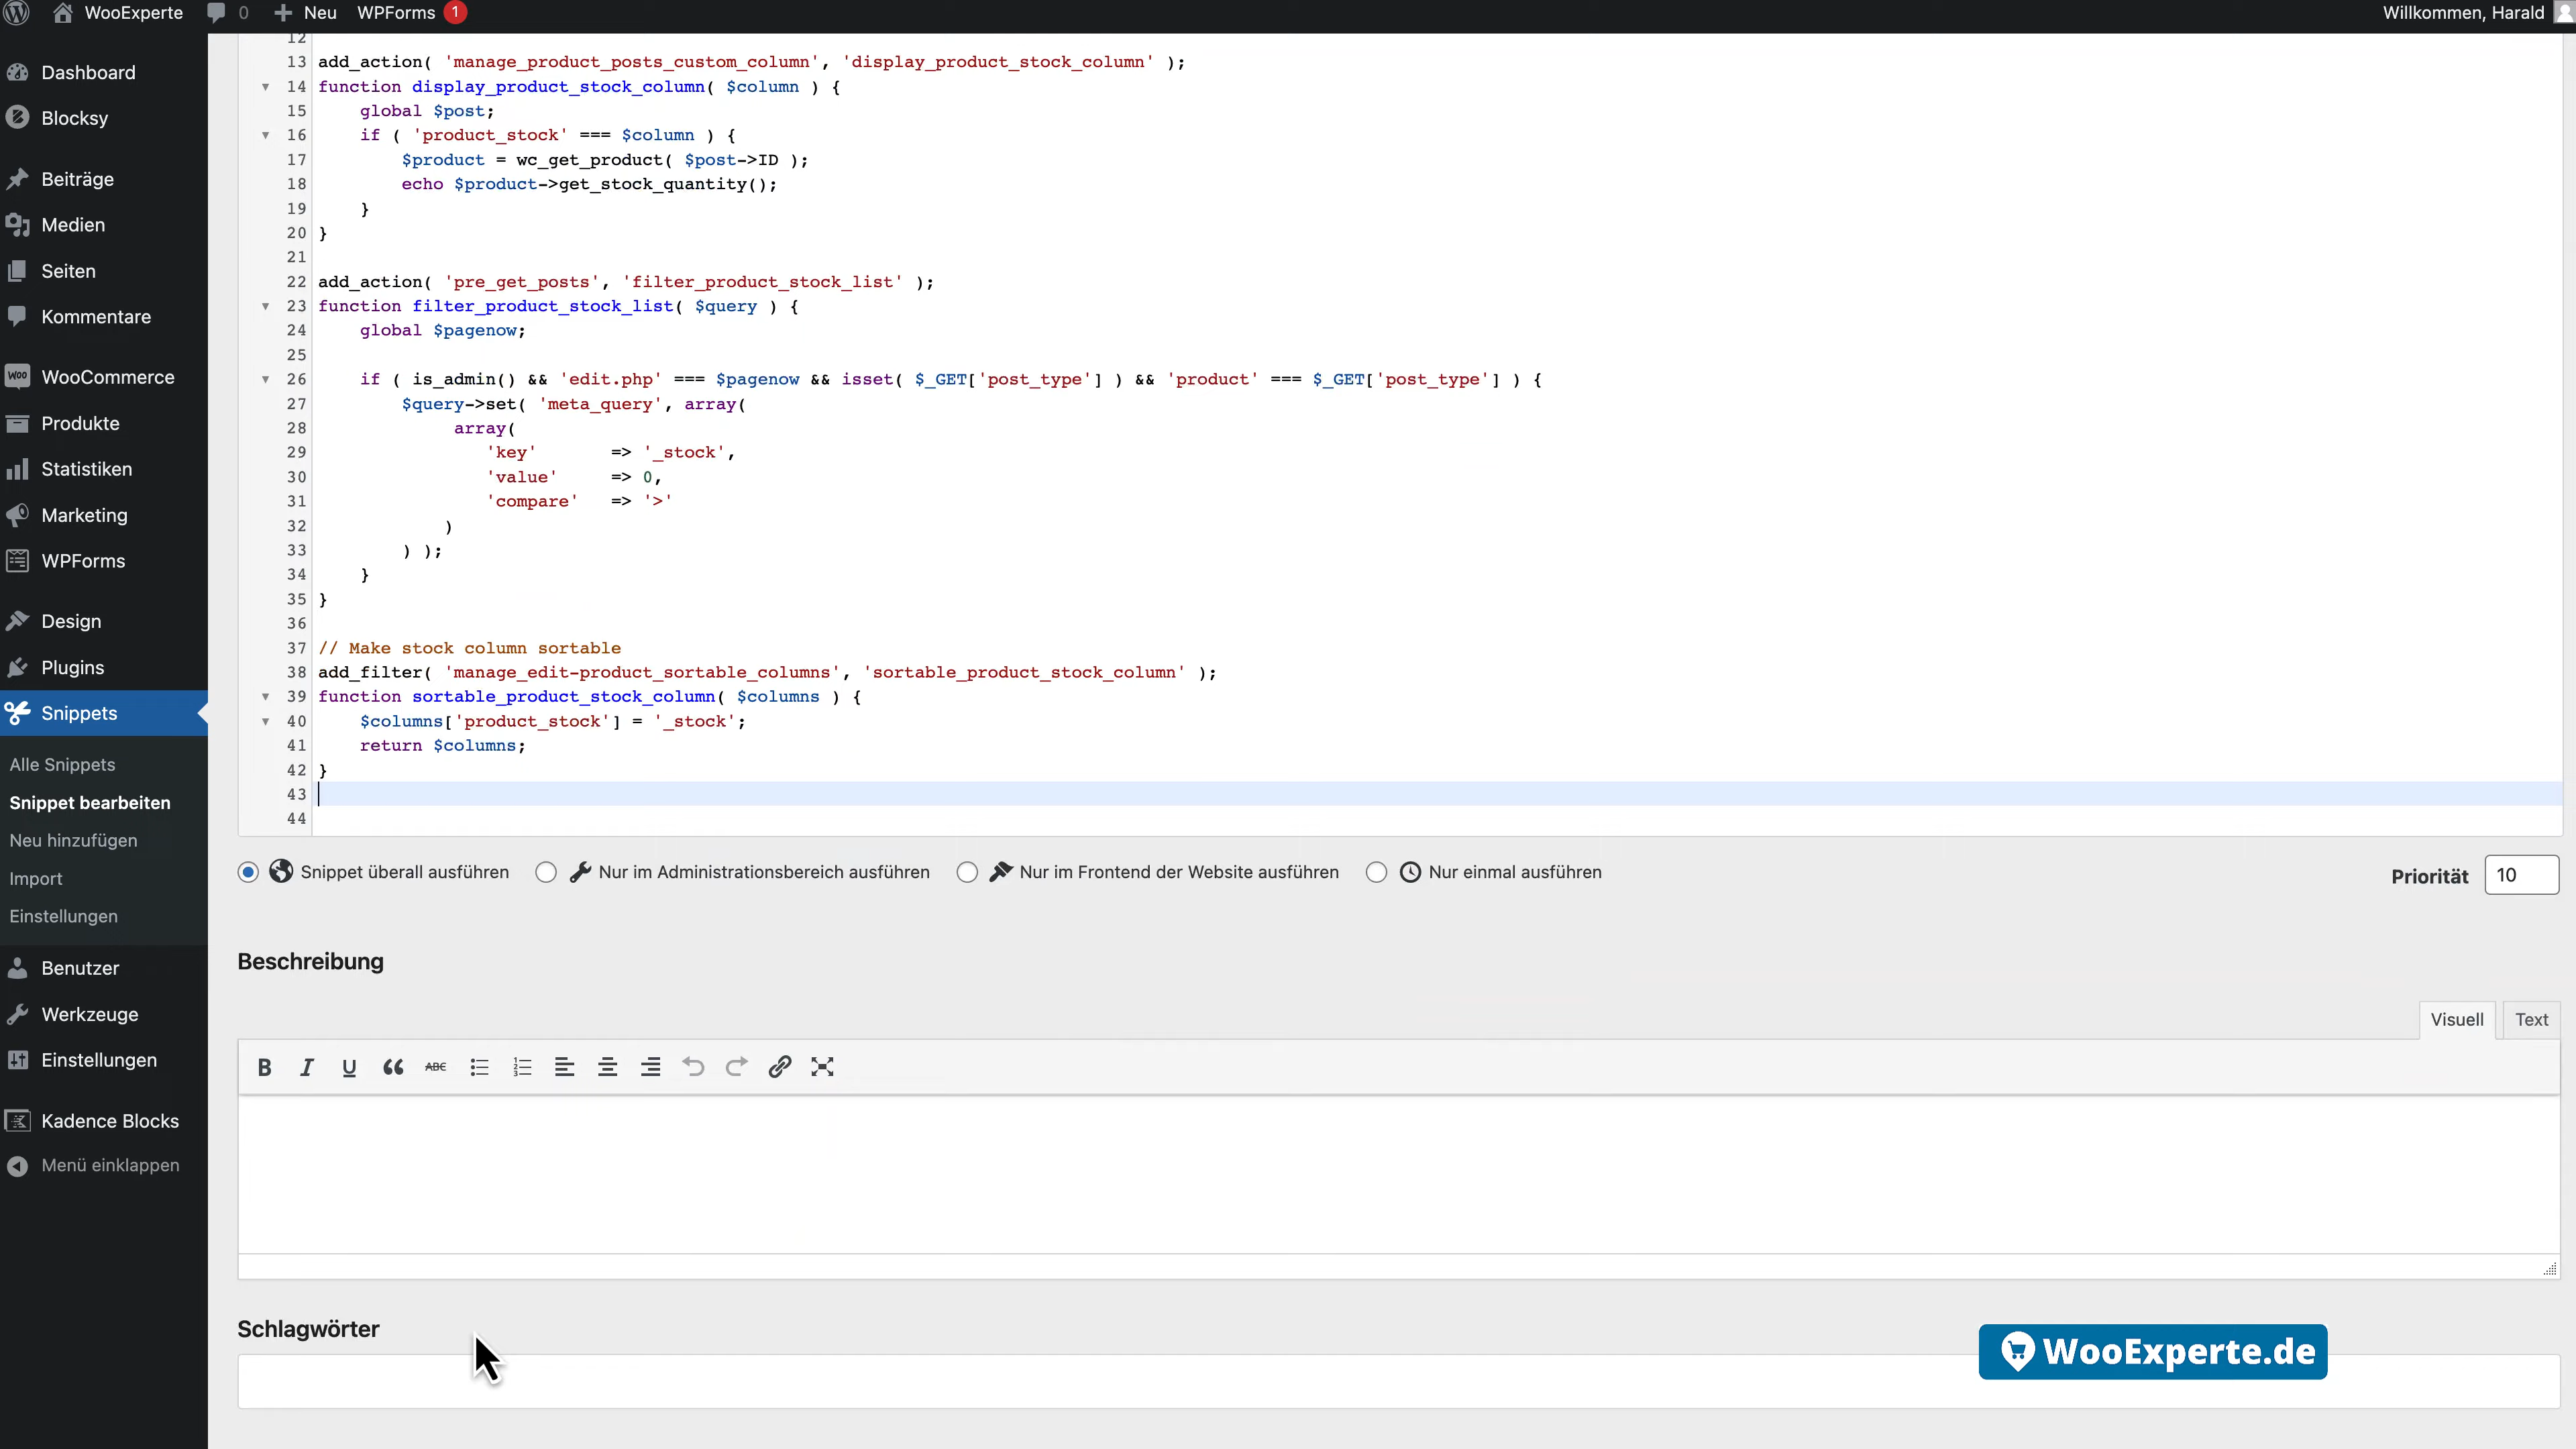 WooExperte
0
Neu
WPForms
1
Willkommen, Harald
Dashboard
Blocksy
Beiträge
Medien
Seiten
Kommentare
WooCommerce
Produkte
Statistiken
Marketing
WPForms
Design
Plugins
Snippets
Alle Snippets
Snippet bearbeiten
Neu hinzufügen
Import
Einstellungen
Benutzer
Werkzeuge
Einstellungen
Kadence Blocks
Menü einklappen
12
13 add_action( 'manage_product_posts_custom_column', 'display_product_stock_column' );
14 function display_product_stock_column( $column ) {
15 global $post;
16 if ( 'product_stock' === $column ) {
17 $product = wc_get_product( $post->ID );
18 echo $product->get_stock_quantity();
19 }
20 }
21
22 add_action( 'pre_get_posts', 'filter_product_stock_list' );
23 function filter_product_stock_list( $query ) {
24 global $pagenow;
25
26 if ( is_admin() && 'edit.php' === $pagenow && isset( $_GET['post_type'] ) && 'product' === $_GET['post_type'] ) {
27 $query->set( 'meta_query', array(
28 array(
29 'key' => '_stock',
30 'value' => 0,
31 'compare' => '>'
32 )
33 ) );
34 }
35 }
36
37 // Make stock column sortable
38 add_filter( 'manage_edit-product_sortable_columns', 'sortable_product_stock_column' );
39 function sortable_product_stock_column( $columns ) {
40 $columns['product_stock'] = '_stock';
41 return $columns;
42 }
43
44
Snippet überall ausführen
Nur im Administrationsbereich ausführen
Nur im Frontend der Website ausführen
Nur einmal ausführen
Priorität
10
Beschreibung
Visuell
Text
B I U ABC
Schlagwörter
WooExperte.de